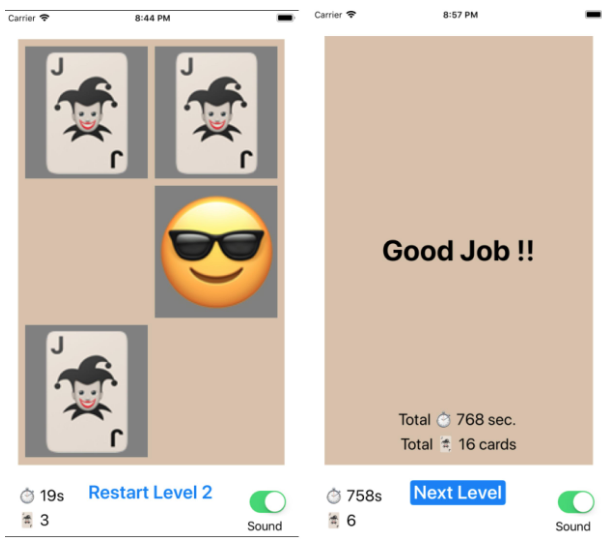 Carrier 8:44 PM
J J
J J
J
J
19s Restart Level 2
3
Sound
Carrier 8:57 PM
Good Job !!
Total 768 sec.
Total 16 cards
758s Next Level
6
Sound